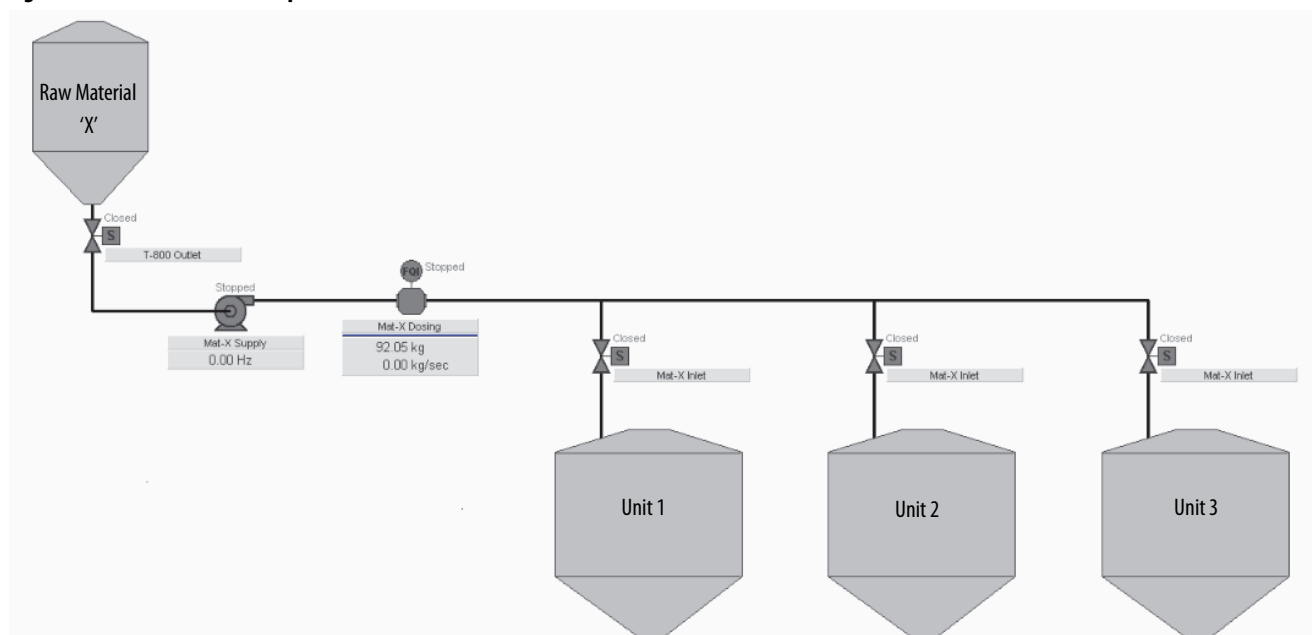 Raw Material
‘X’
Closed
S
T-800 Outlet
Stopped
Mat-X Supply
0.00 Hz
FQI
Stopped
Mat-X Dosing
92.05 kg
0.00 kg/sec
Closed
S
Mat-X Inlet
Closed
S
Mat-X Inlet
Closed
S
Mat-X Inlet
Unit 1
Unit 2
Unit 3